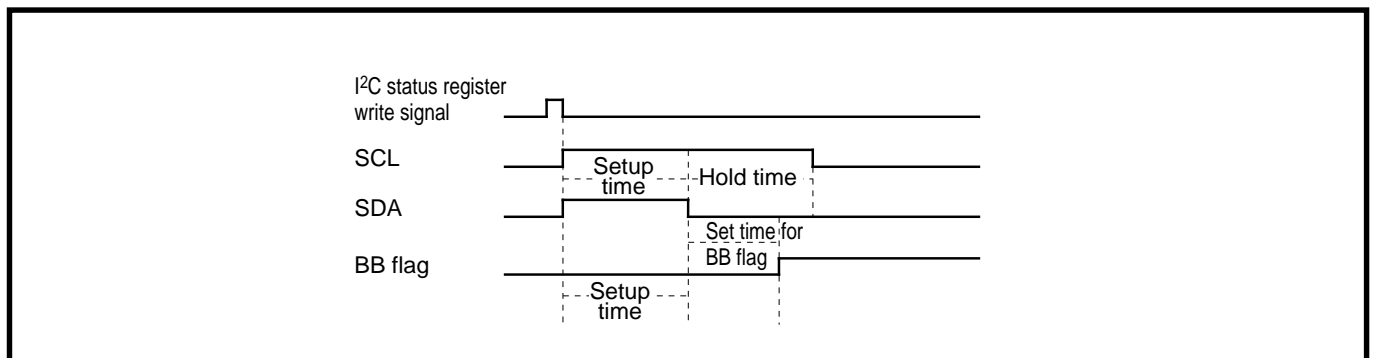 I²C status register
write signal
SCL
Setup
time
Hold time
SDA
Set time for
BB flag
BB flag
Setup
time